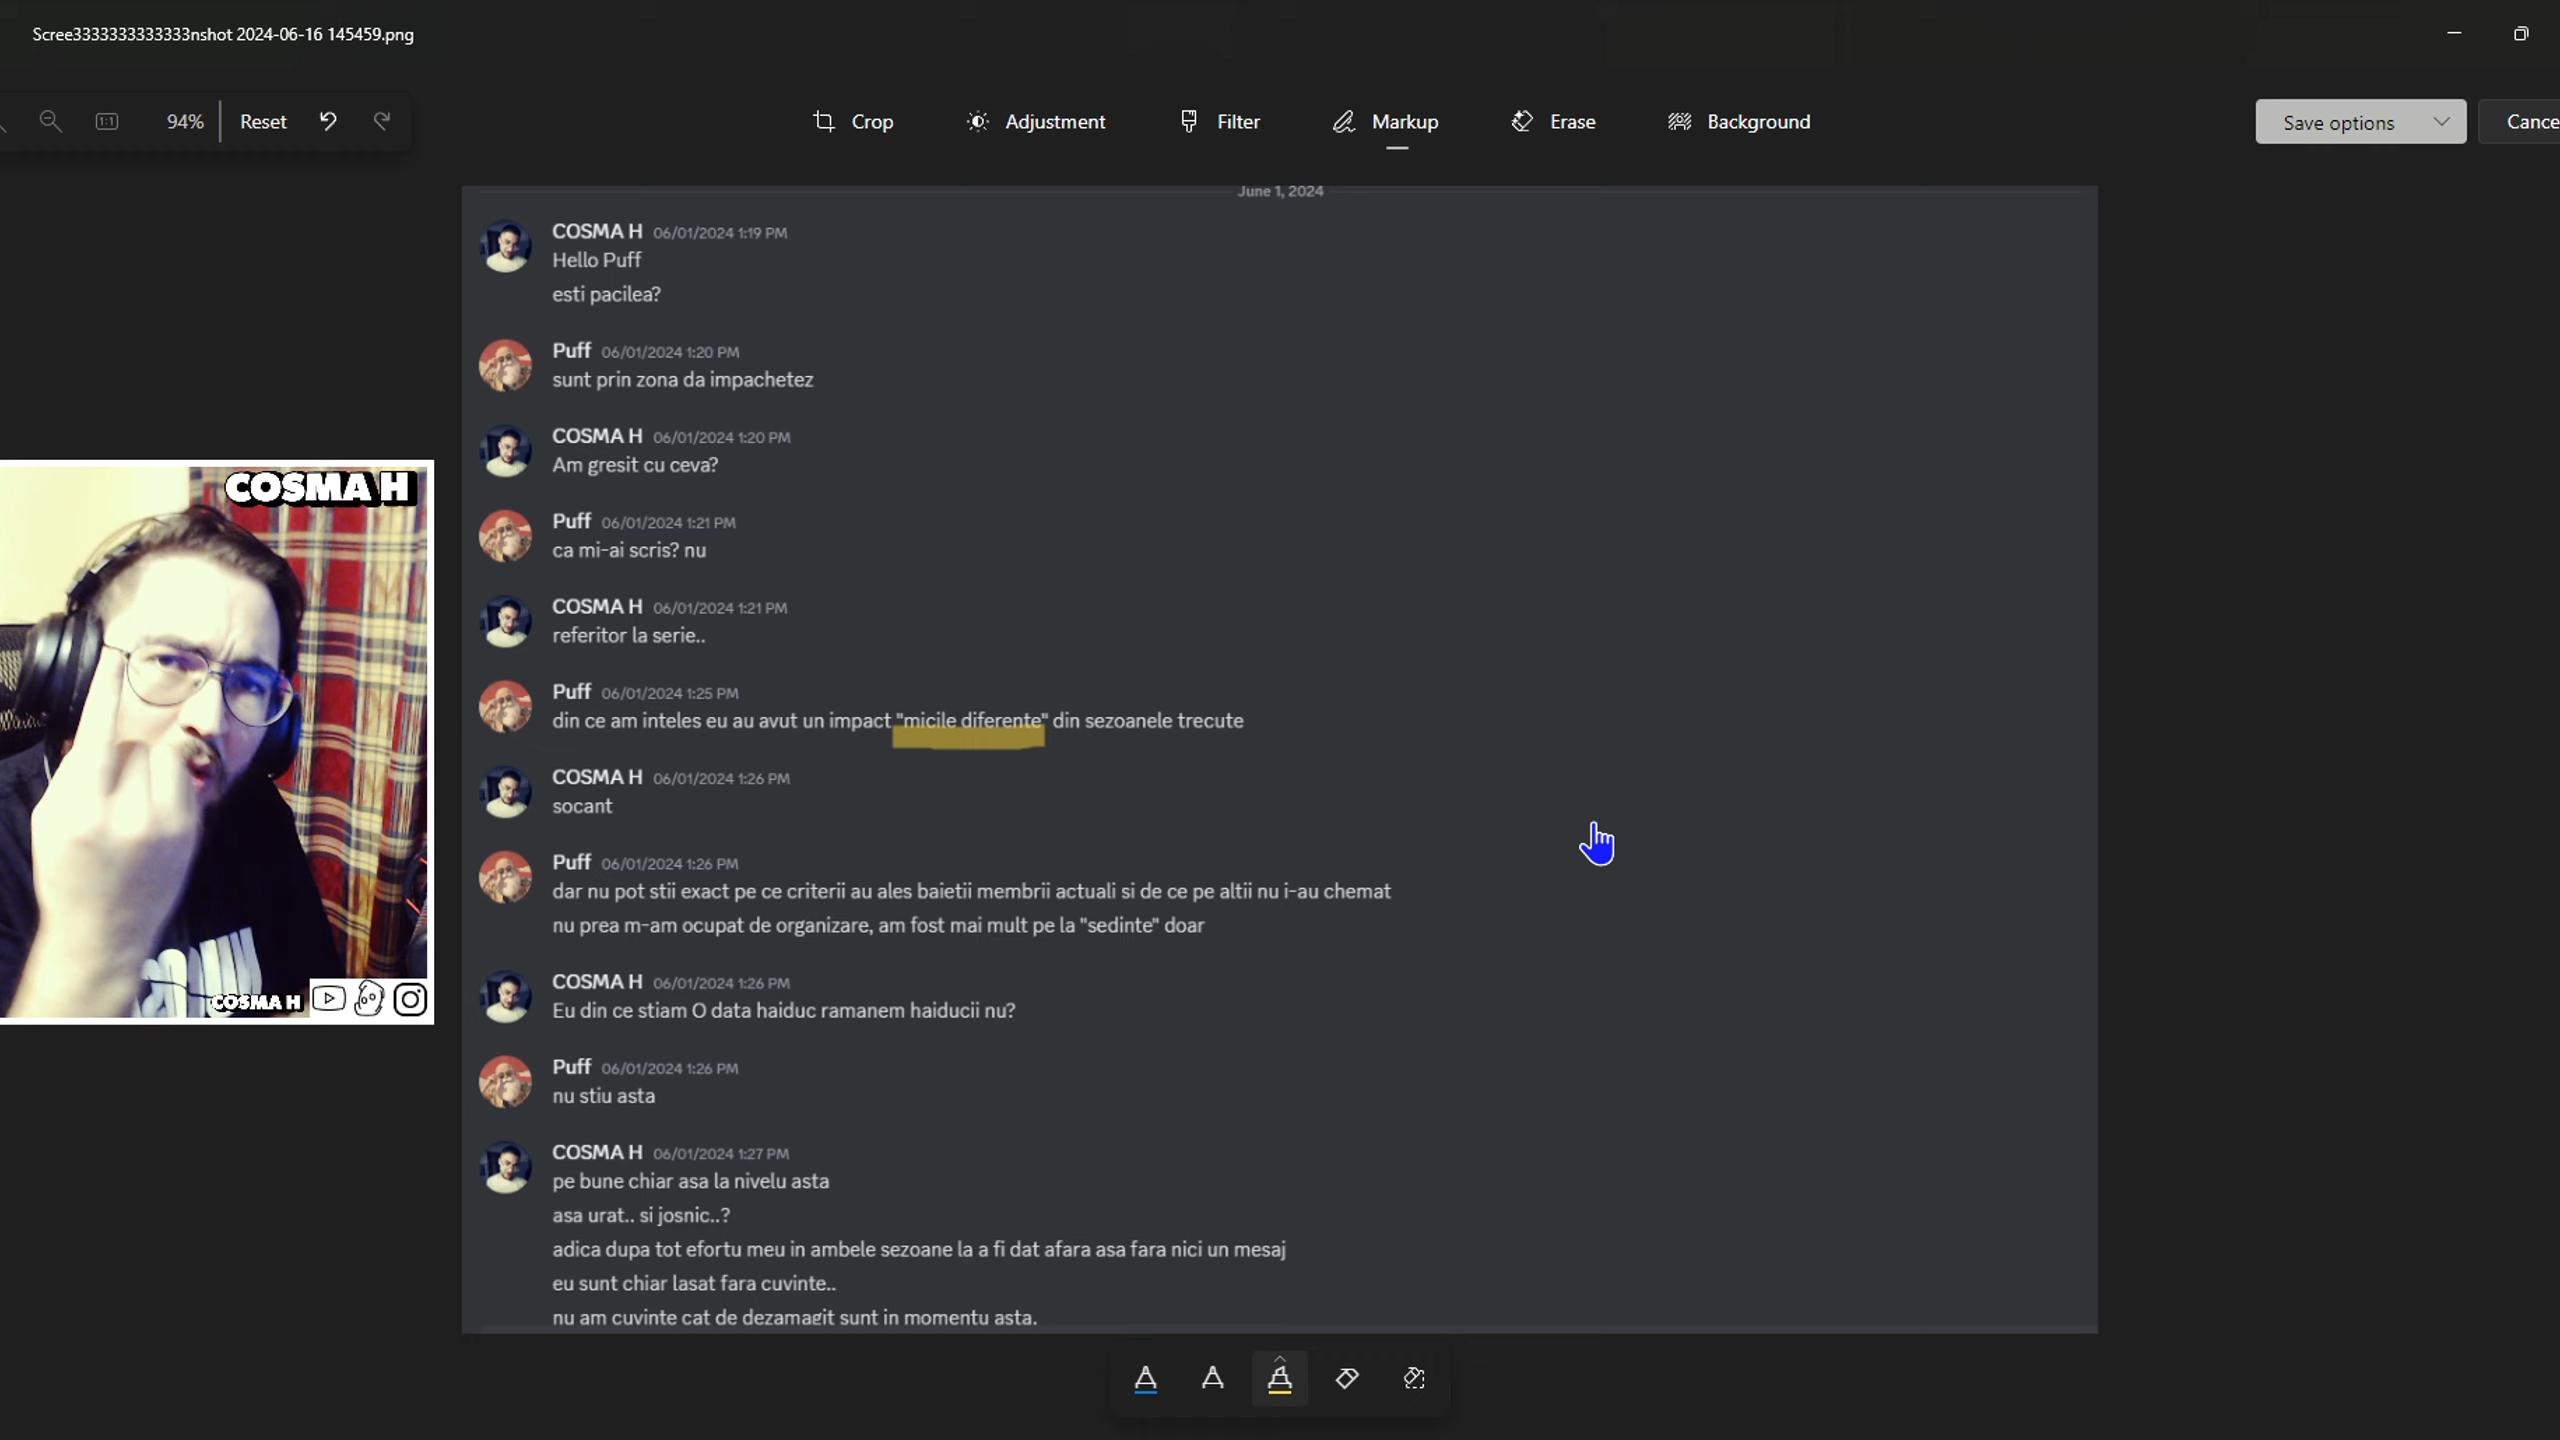 Scree3333333333333nshot 2024-06-16 145459.png
94%
Reset
Crop
Adjustment
Filter
Markup
Erase
Background
Save options
Cance
June 1, 2024
COSMA H 06/01/2024 1:19 PM
Hello Puff
esti pacilea?
Puff 06/01/2024 1:20 PM
sunt prin zona da impachetez
COSMA H 06/01/2024 1:20 PM
Am gresit cu ceva?
Puff 06/01/2024 1:21 PM
ca mi-ai scris? nu
COSMA H 06/01/2024 1:21 PM
referitor la serie..
Puff 06/01/2024 1:25 PM
din ce am inteles eu au avut un impact "micile diferente" din sezoanele trecute
COSMA H 06/01/2024 1:26 PM
socant
Puff 06/01/2024 1:26 PM
dar nu pot stii exact pe ce criterii au ales baietii membrii actuali si de ce pe altii nu i-au chemat
nu prea m-am ocupat de organizare, am fost mai mult pe la "sedinte" doar
COSMA H 06/01/2024 1:26 PM
Eu din ce stiam O data haiduc ramanem haiducii nu?
Puff 06/01/2024 1:26 PM
nu stiu asta
COSMA H 06/01/2024 1:27 PM
pe bune chiar asa la nivelu asta
asa urat.. si josnic..?
adica dupa tot efortu meu in ambele sezoane la a fi dat afara asa fara nici un mesaj
eu sunt chiar lasat fara cuvinte..
nu am cuvinte cat de dezamagit sunt in momentu asta.
COSMA H
COSMA H